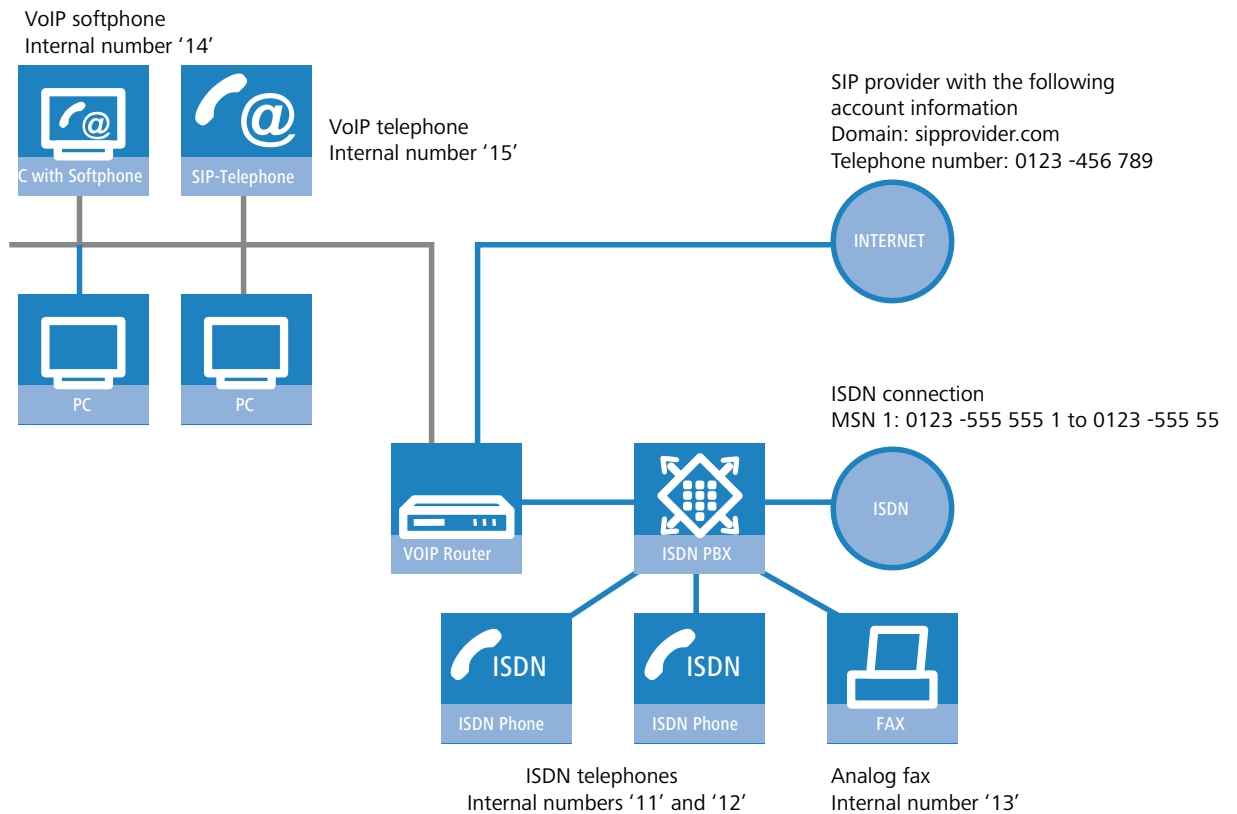 VoIP softphone
Internal number ‘14’
C with Softphone
SIP-Telephone
@
@
VoIP telephone
Internal number ‘15’
SIP provider with the following
account information
Domain: sipprovider.com
Telephone number: 0123 -456 789
INTERNET
PC
PC
ISDN connection
MSN 1: 0123 -555 555 1 to 0123 -555 55
VOIP Router
ISDN PBX
ISDN
ISDN
ISDN Phone
ISDN
ISDN Phone
FAX
ISDN telephones
Internal numbers ‘11’ and ‘12’
Analog fax
Internal number ‘13’